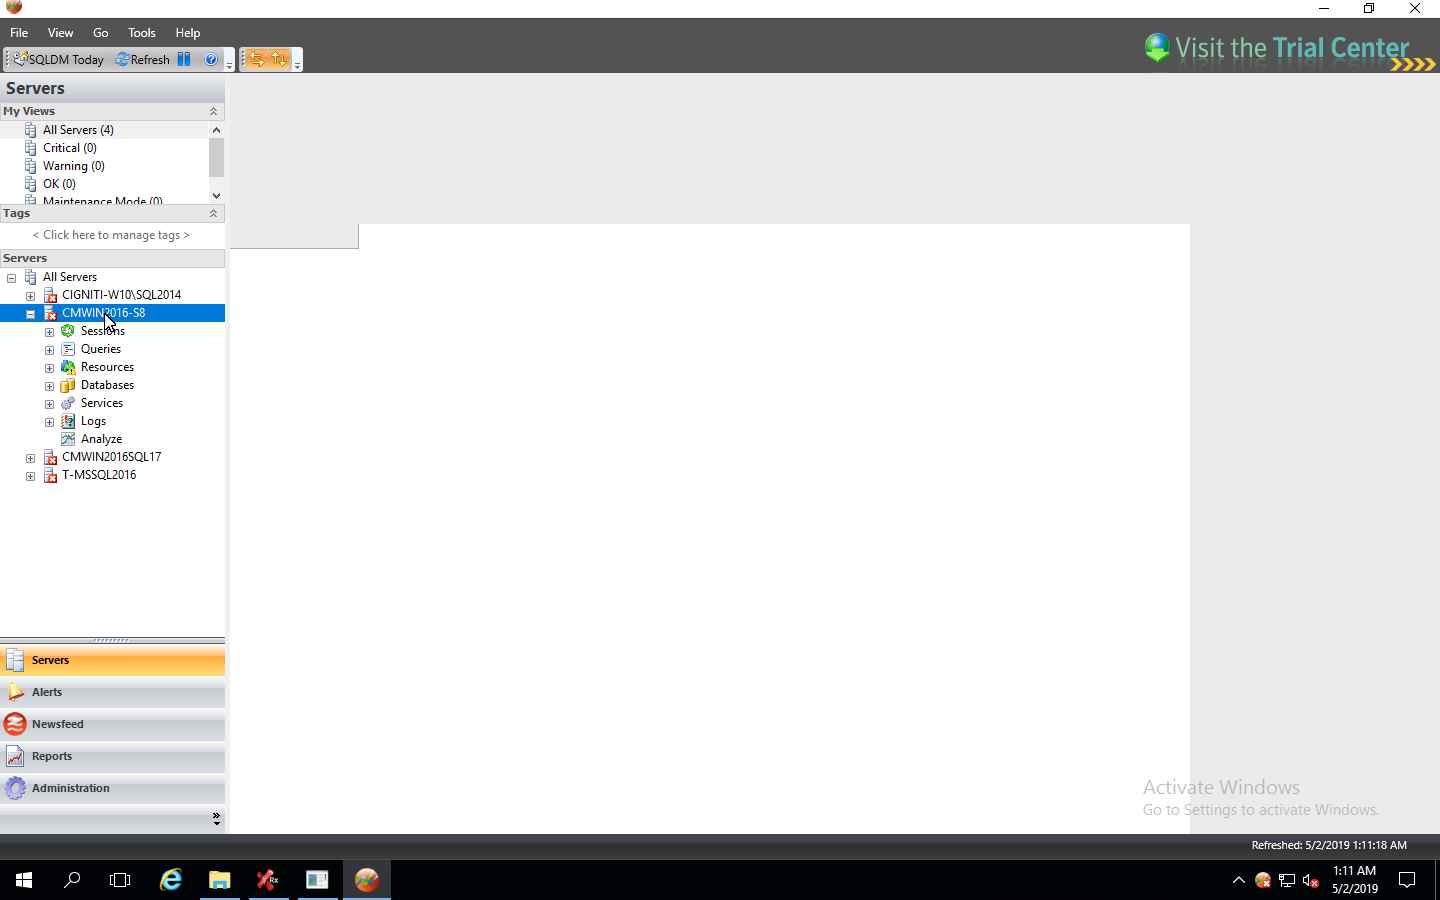 File View Go Tools Help
Visit the Trial Center
SQLDM Today Refresh
Servers
My Views
All Servers (4)
Critical (0)
Warning (0)
OK (0)
Maintenance Mode (0)
Tags
< Click here to manage tags >
Servers
All Servers
CIGNITI-W10\SQL2014
CMWIN2016-S8
Sessions
Queries
Resources
Databases
Services
Logs
Analyze
CMWIN2016SQL17
T-MSSQL2016
Servers
Alerts
Newsfeed
Reports
Administration
Activate Windows
Go to Settings to activate Windows.
Refreshed: 5/2/2019 1:11:18 AM
1:11 AM
5/2/2019